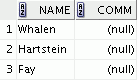 NAME COMM
1 Whalen (null)
2 Hartstein (null)
3 Fay (null)